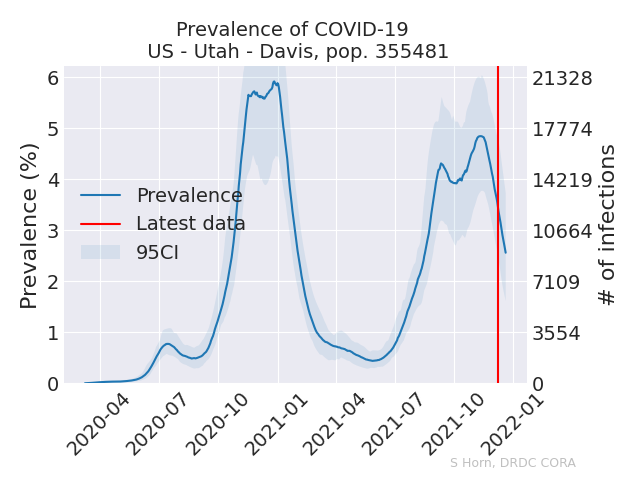 Prevalence of COVID-19
US - Utah - Davis, pop. 355481
Prevalence (%)
6
5
4
3
2
1
0
21328
17774
14219
10664
7109
3554
0
# of infections
Prevalence
Latest data
95CI
2020-04
2020-07
2020-10
2021-01
2021-04
2021-07
2021-10
2022-01
S Horn, DRDC CORA